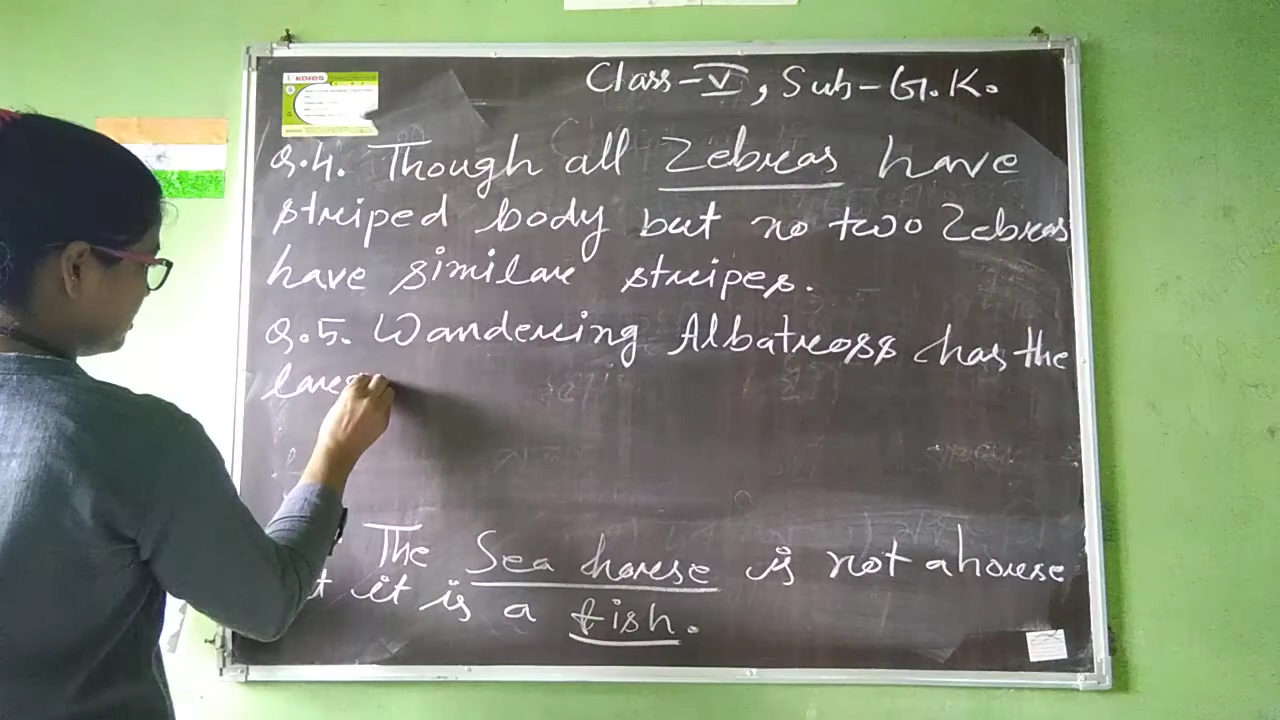 KORES
Class-V, Sub-G.K.
Q.4. Though all Zebras have
striped body but no two Zebras
have similar stripes.
Q.5. Wandering Albatross has the
The Sea horse is not a horse
it is a fish.